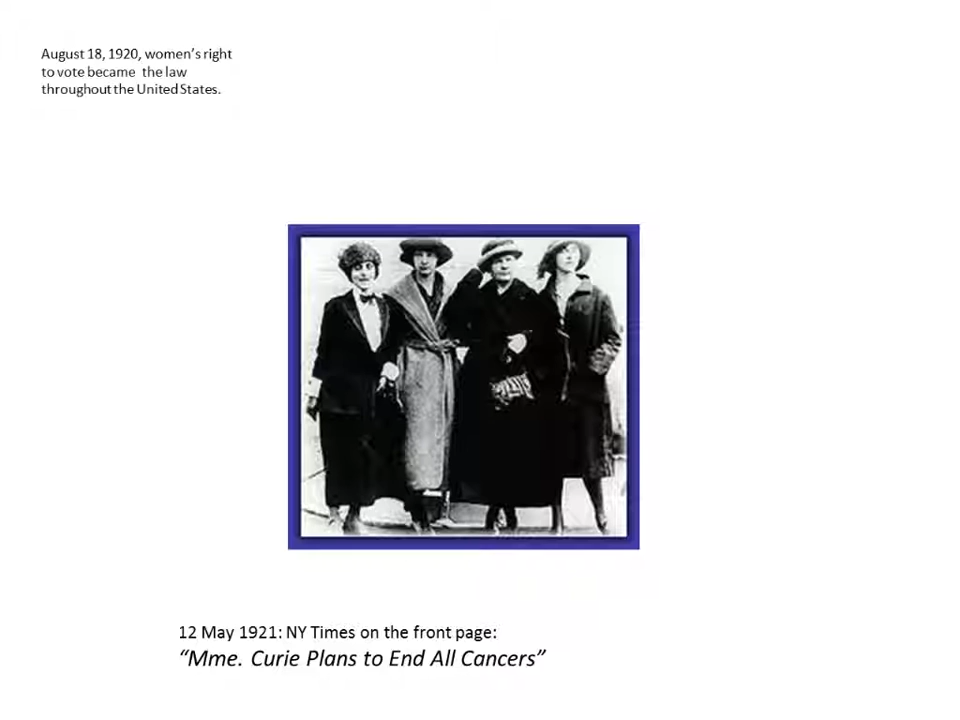 August 18, 1920, women’s right
to vote became the law
throughout the United States.
12 May 1921: NY Times on the front page:
“Mme. Curie Plans to End All Cancers”